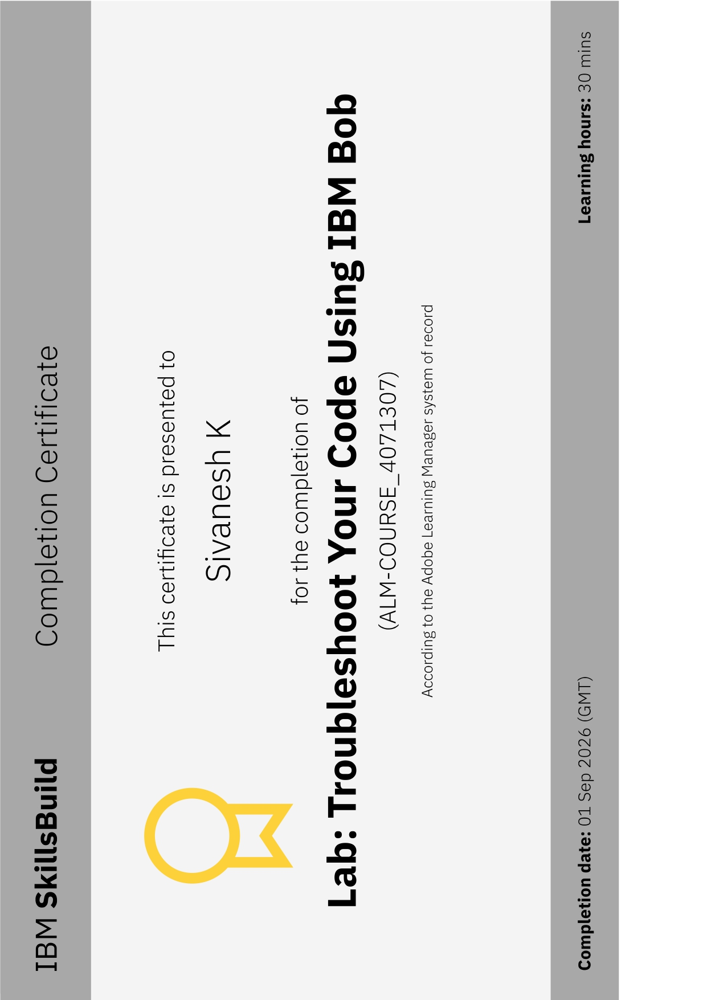 IBM SkillsBuild Completion Certificate
This certificate is presented to
Sivanesh K
for the completion of
Lab: Troubleshoot Your Code Using IBM Bob
(ALM-COURSE_4071307)
According to the Adobe Learning Manager system of record
Completion date: 01 Sep 2026 (GMT) Learning hours: 30 mins